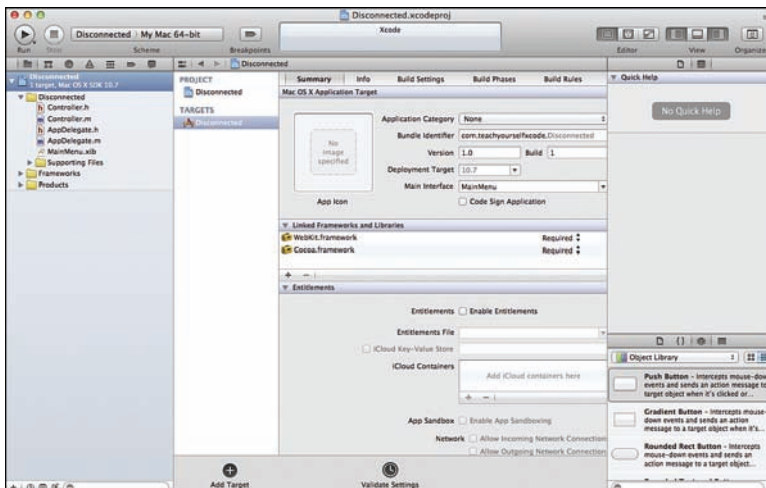 Disconnected.xcodeproj
Disconnected
My Mac 64-bit
Xcode
Run
Stop
Scheme
Breakpoints
Editor
View
Organizer
Disconnected
Disconnected
1 target, Mac OS X SDK 10.7
Disconnected
Controller.h
Controller.m
AppDelegate.h
AppDelegate.m
MainMenu.xib
Supporting Files
Frameworks
Products
PROJECT
Disconnected
TARGETS
Disconnected
Summary
Info
Build Settings
Build Phases
Build Rules
Mac OS X Application Target
No image specified
App Icon
Application Category
None
Bundle Identifier
com.teachyourselfxcode.Disconnected
Version
1.0
Build
1
Deployment Target
10.7
Main Interface
MainMenu
Code Sign Application
Linked Frameworks and Libraries
WebKit.framework
Required
Cocoa.framework
Required
Entitlements
Entitlements
Enable Entitlements
Entitlements File
iCloud Key-Value Store
iCloud Containers
Add iCloud containers here
App Sandbox
Enable App Sandboxing
Network
Allow Incoming Network Connection
Allow Outgoing Network Connection
Add Target
Validate Settings
Quick Help
No Quick Help
Object Library
Push Button - Intercepts mouse-down
events and sends an action message to
target object when it's clicked or...
Gradient Button - Intercepts mouse-
down events and sends an action
message to a target object when it's...
Rounded Rect Button - Intercepts
mouse-down events and sends an
action message to a target object...